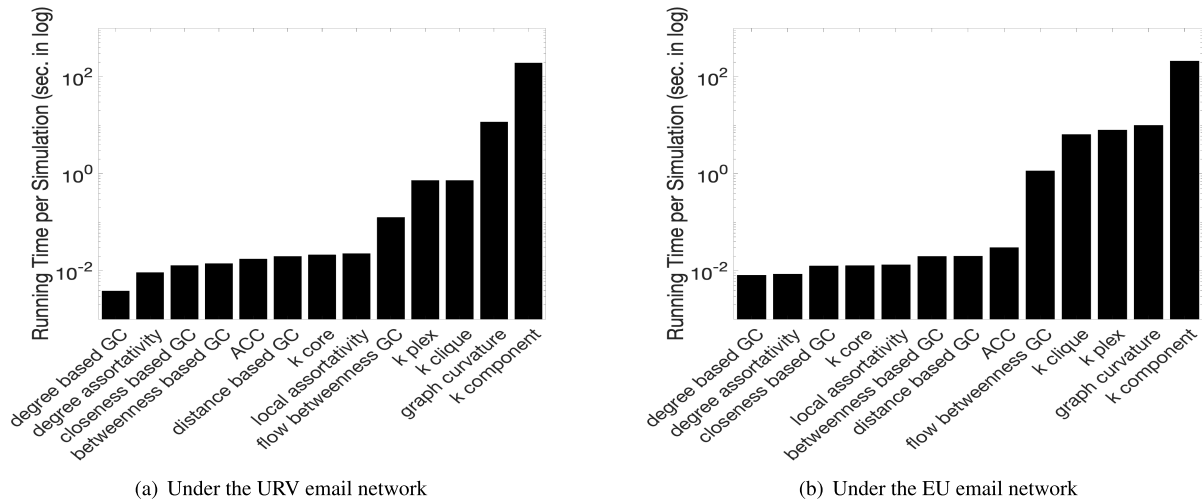 Running Time per Simulation (sec. in log)
10^2
10^0
10^-2
degree based GC
degree assortativity
closeness based GC
betweenness based GC
ACC
distance based GC
k core
local assortativity
flow betweenness GC
k plex
k clique
graph curvature
k component
(a) Under the URV email network
Running Time per Simulation (sec. in log)
10^2
10^0
10^-2
degree based GC
degree assortativity
closeness based GC
k core
local assortativity
betweenness based GC
distance based GC
ACC
flow betweenness GC
k clique
k plex
graph curvature
k component
(b) Under the EU email network